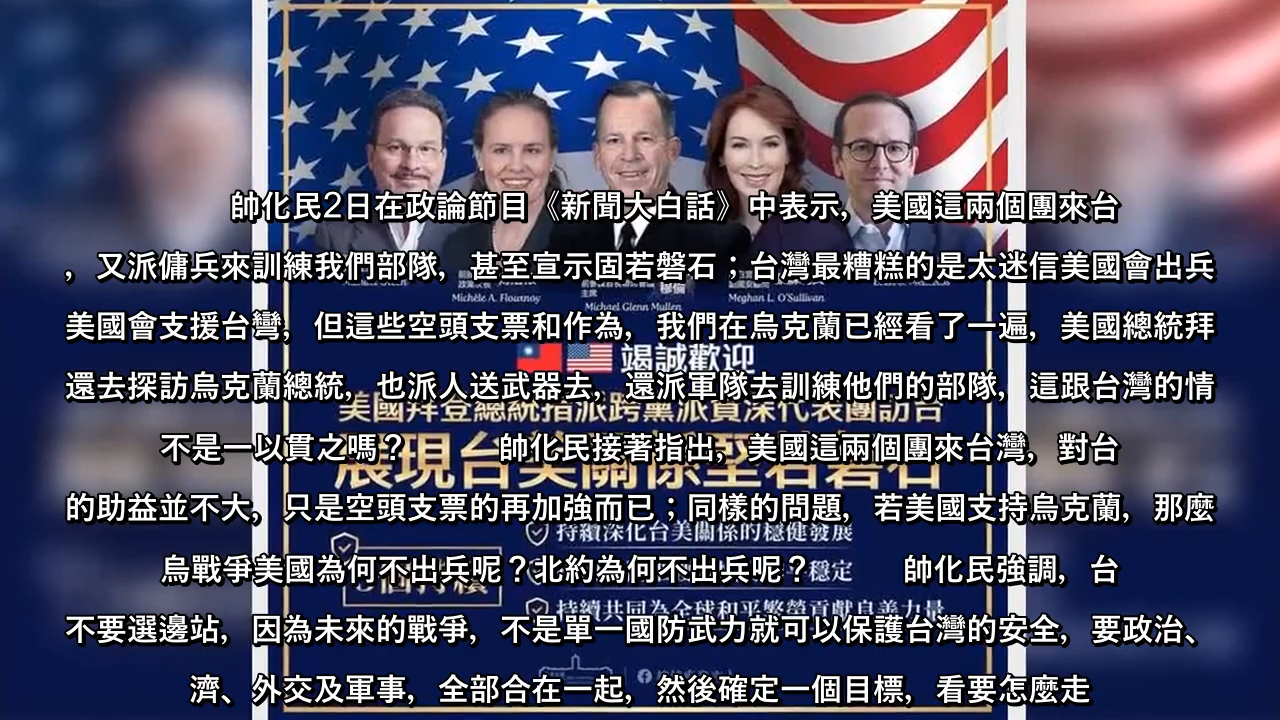 帥化民2日在政論節目《新聞大白話》中表示，美國這兩個團來台
，又派傭兵來訓練我們部隊，甚至宣示固若磐石；台灣最糟糕的是太迷信美國會出兵
Michèle A. Flournoy
Meghan L. O'Sullivan
Michael Glenn Mullen
美國會支援台灣，但這些空頭支票和作為，我們在烏克蘭已經看了一遍，美國總統拜
竭誠歡迎
還去探訪烏克蘭總統，也派人送武器去，還派軍隊去訓練他們的部隊，這跟台灣的情
美國拜登總統指派跨黨派資深代表團訪台
不是一以貫之嗎？　　　帥化民接著指出，美國這兩個團來台灣，對台
展現台美關係堅若磐石
的助益並不大，只是空頭支票的再加強而已；同樣的問題，若美國支持烏克蘭，那麼
持續深化台美關係的穩健發展
烏戰爭美國為何不出兵呢？北約為何不出兵呢？　　　帥化民強調，台
穩定
持續共同為全球和平繁榮貢獻良善力量
不要選邊站，因為未來的戰爭，不是單一國防武力就可以保護台灣的安全，要政治、
濟、外交及軍事，全部合在一起，然後確定一個目標，看要怎麼走